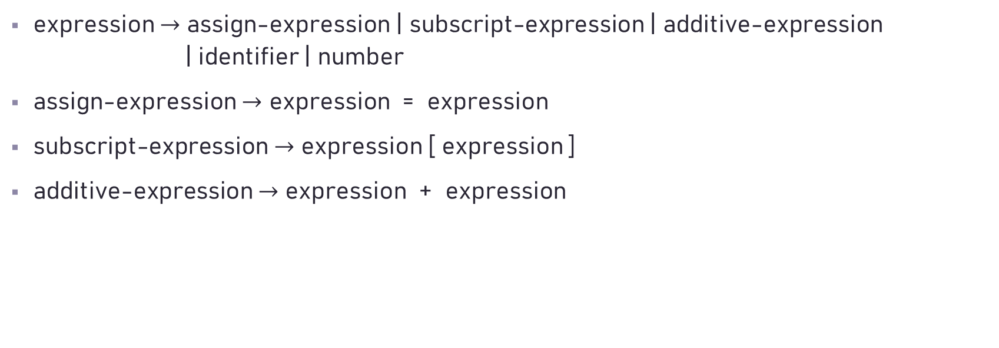 ▪ expression → assign-expression | subscript-expression | additive-expression
| identifier | number
▪ assign-expression → expression = expression
▪ subscript-expression → expression [ expression ]
▪ additive-expression → expression + expression